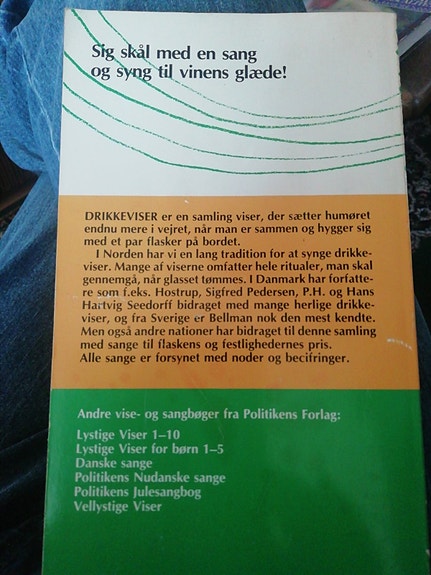 Sig skål med en sang
og syng til vinens glæde!
DRIKKEVISER er en samling viser, der sætter humøret
endnu mere i vejret, når man er sammen og hygger sig
med et par flasker på bordet.
I Norden har vi en lang tradition for at synge drikke-
viser. Mange af viserne omfatter hele ritualer, man skal
gennemgå, når glasset tømmes. I Danmark har forfatte-
re som f.eks. Hostrup, Sigfred Pedersen, P.H. og Hans
Hartvig Seedorff bidraget med mange herlige drikke-
viser, og fra Sverige er Bellman nok den mest kendte.
Men også andre nationer har bidraget til denne samling
med sange til flaskens og festlighedernes pris.
Alle sange er forsynet med noder og becifringer.
Andre vise- og sangbøger fra Politikens Forlag:
Lystige Viser 1–10
Lystige Viser for børn 1–5
Danske sange
Politikens Nudanske sange
Politikens Julesangbog
Vellystige Viser